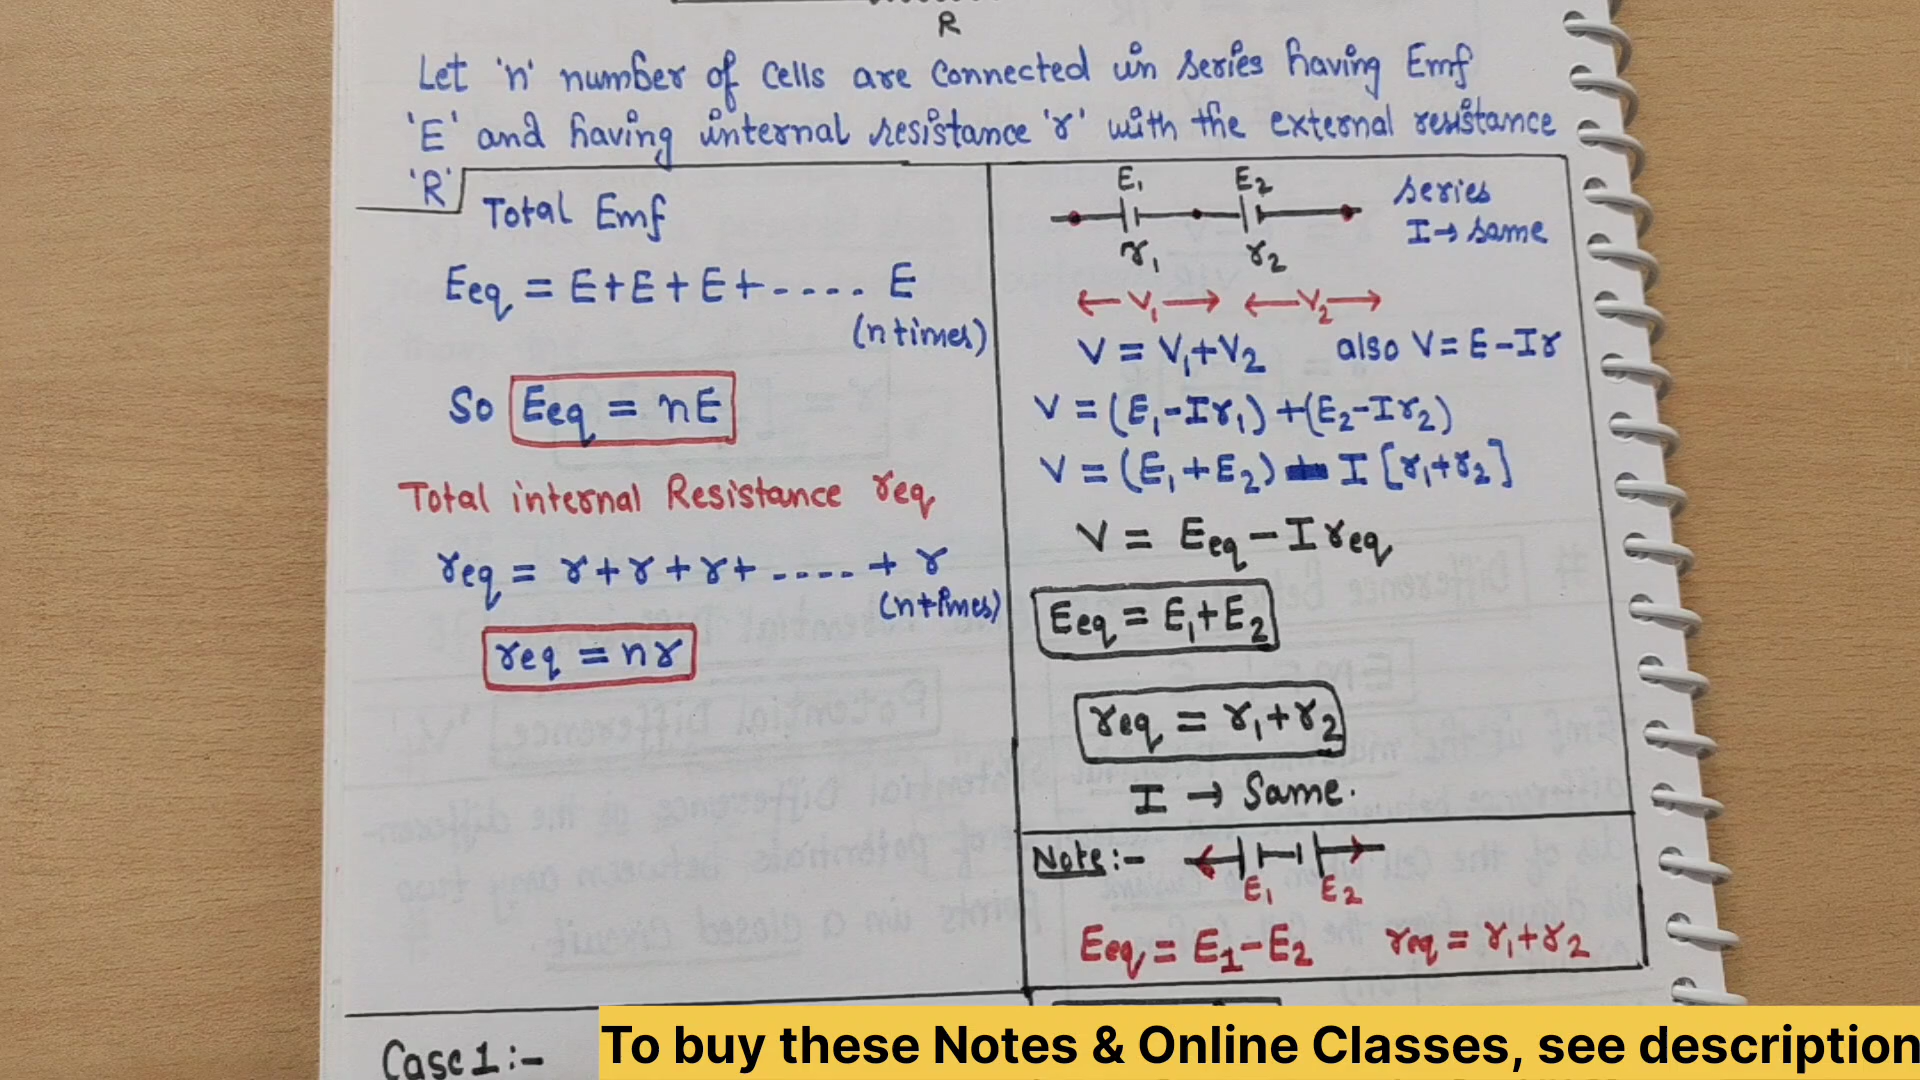 R
Let 'n' number of Cells are Connected in series having Emf
'E' and having internal resistance 'r' with the external resistance
'R'
Total Emf
Eeq = E+E+E+----. E
(n times)
So Eeq = nE
Total internal Resistance req
req = r+r+r+----+ r
(n times)
req = nr
E₁ E₂
r₁ r₂
series
I→ same
←V₁→ ←V₂→
V = V₁+V₂ also V = E-Ir
V = (E₁-Ir₁)+(E₂-Ir₂)
V = (E₁+E₂) - I [r₁+r₂]
V = Eeq - I req
Eeq = E₁+E₂
req = r₁+r₂
I → Same.
Note:-
E₁ E₂
Eeq = E₁-E₂ req = r₁+r₂
Case 1:-
To buy these Notes & Online Classes, see description